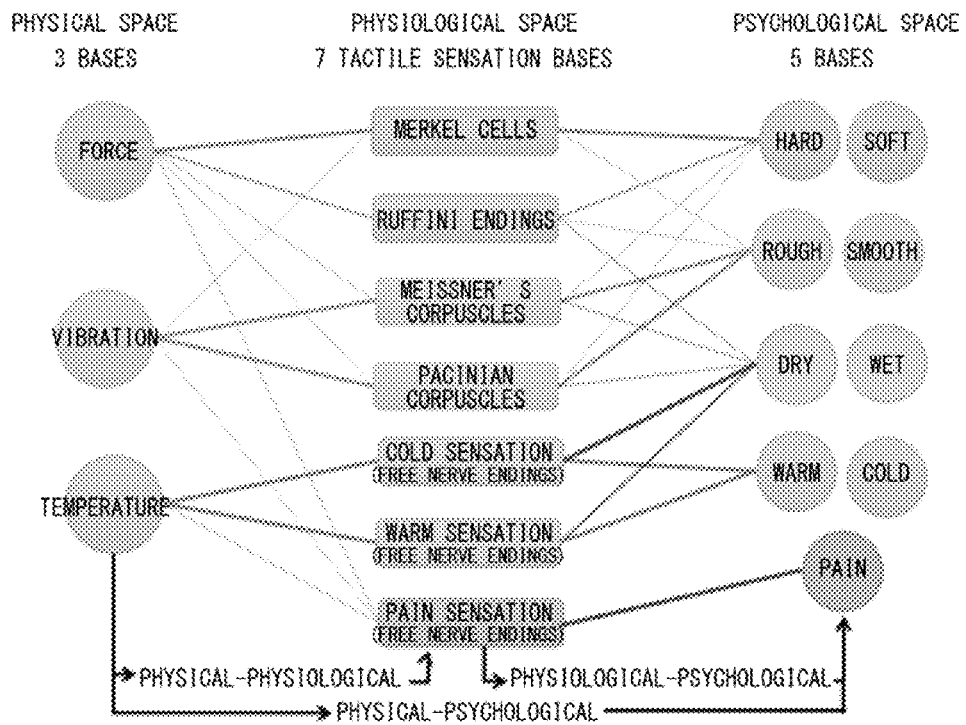 PHYSICAL SPACE
3 BASES
PHYSIOLOGICAL SPACE
7 TACTILE SENSATION BASES
PSYCHOLOGICAL SPACE
5 BASES
FORCE
VIBRATION
TEMPERATURE
MERKEL CELLS
RUFFINI ENDINGS
MEISSNER'S
CORPUSCLES
PACINIAN
CORPUSCLES
COLD SENSATION
(FREE NERVE ENDINGS)
WARM SENSATION
(FREE NERVE ENDINGS)
PAIN SENSATION
(FREE NERVE ENDINGS)
HARD
SOFT
ROUGH
SMOOTH
DRY
WET
WARM
COLD
PAIN
PHYSICAL-PHYSIOLOGICAL
PHYSIOLOGICAL-PSYCHOLOGICAL
PHYSICAL-PSYCHOLOGICAL